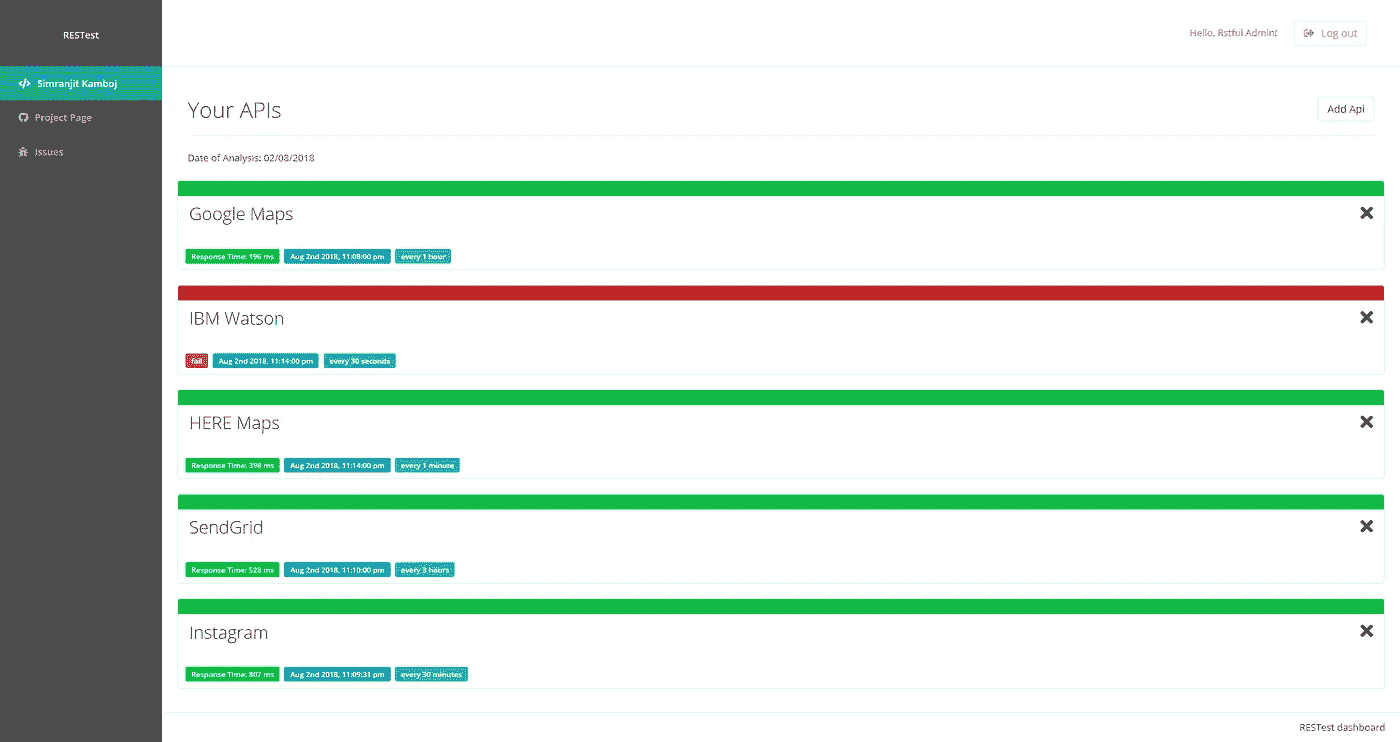 RESTest
Hello, Rstful Admin!
Log out
Simranjit Kamboj
Project Page
Issues
Your APIs
Add Api
Date of Analysis: 02/08/2018
Google Maps
Response Time: 196 ms Aug 2nd 2018, 11:08:00 pm every 1 hour
IBM Watson
fail Aug 2nd 2018, 11:14:00 pm every 30 seconds
HERE Maps
Response Time: 398 ms Aug 2nd 2018, 11:14:00 pm every 1 minute
SendGrid
Response Time: 528 ms Aug 2nd 2018, 11:10:00 pm every 3 hours
Instagram
Response Time: 807 ms Aug 2nd 2018, 11:09:31 pm every 30 minutes
RESTest dashboard